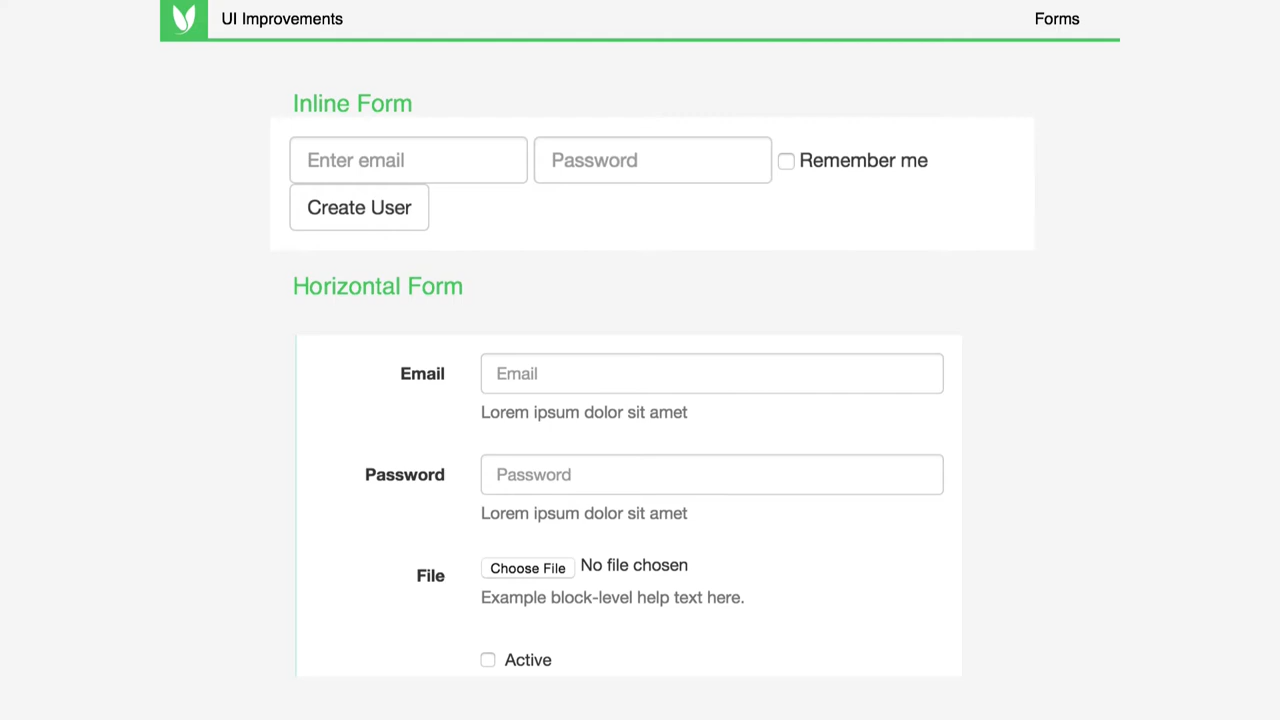 UI Improvements Forms
Inline Form
Enter email Password Remember me
Create User
Horizontal Form
Email Email
Lorem ipsum dolor sit amet
Password Password
Lorem ipsum dolor sit amet
File Choose File No file chosen
Example block-level help text here.
Active